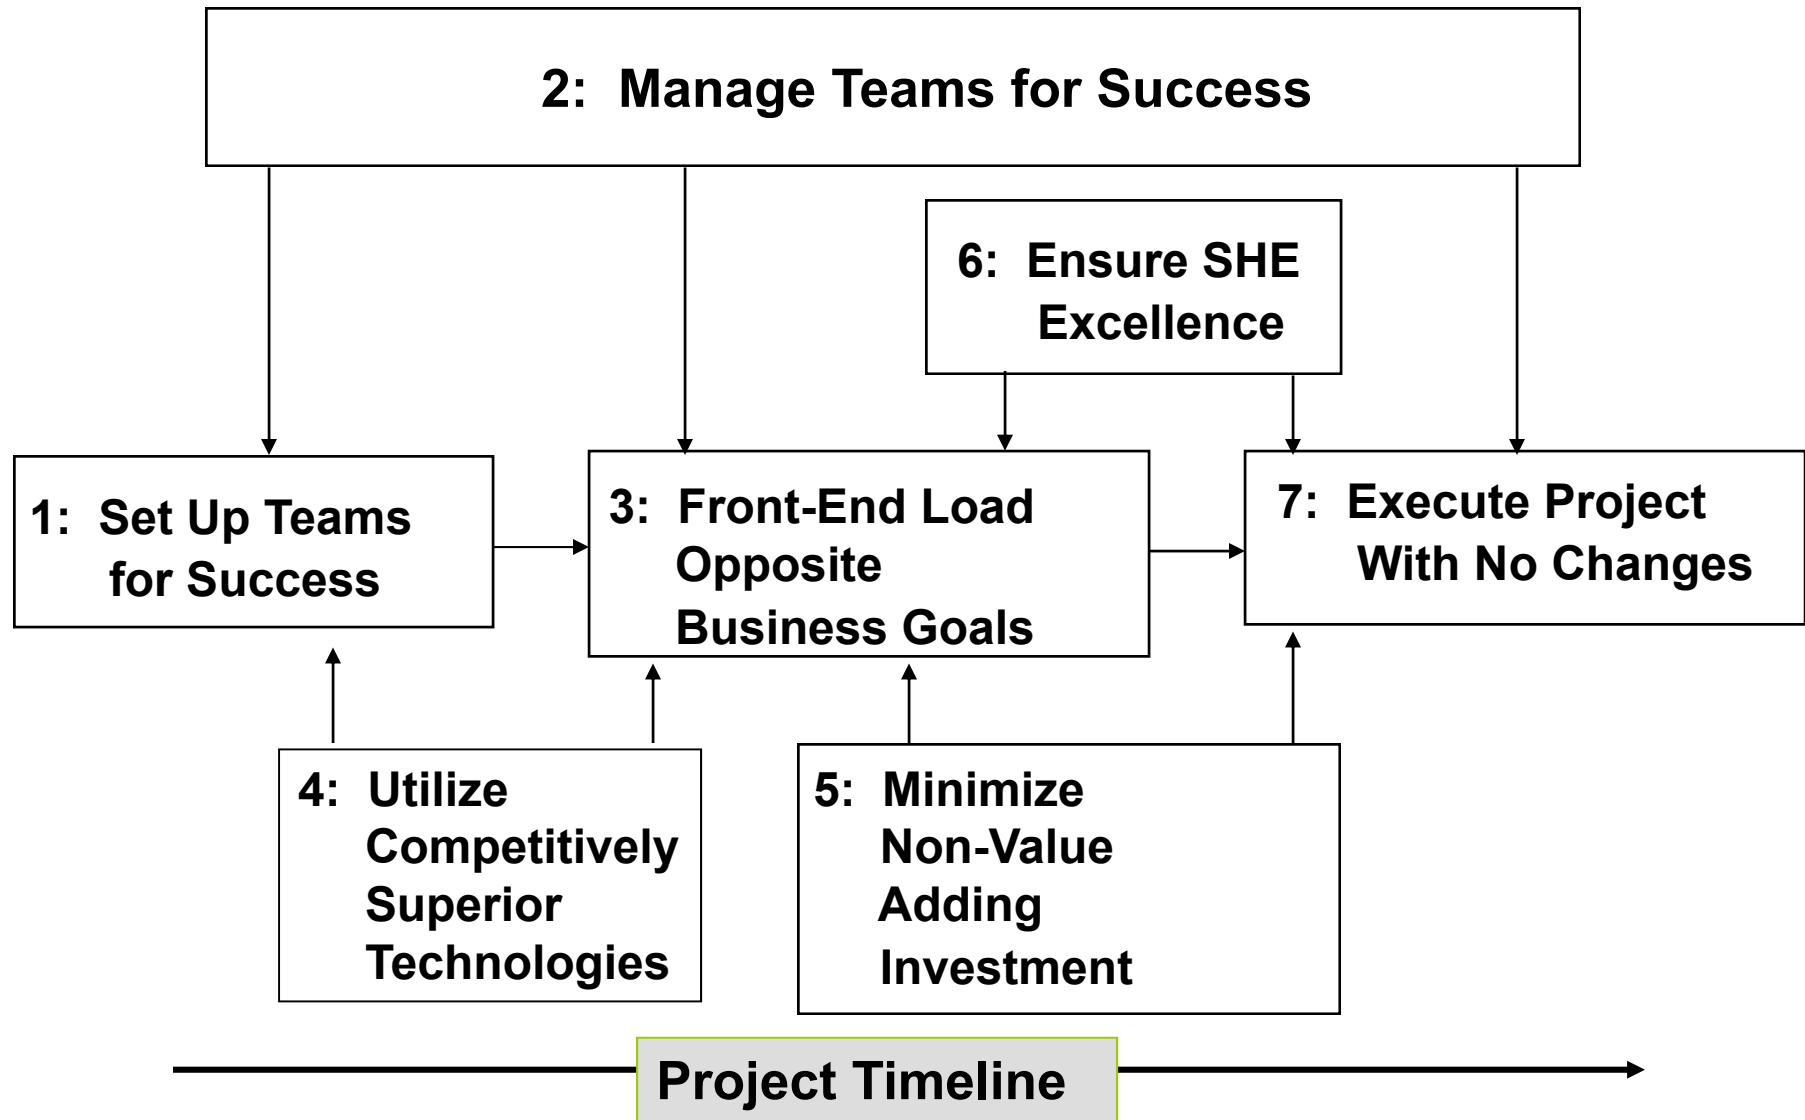 2: Manage Teams for Success
6: Ensure SHE
Excellence
1: Set Up Teams
for Success
3: Front-End Load
Opposite
Business Goals
7: Execute Project
With No Changes
4: Utilize
Competitively
Superior
Technologies
5: Minimize
Non-Value
Adding
Investment
Project Timeline